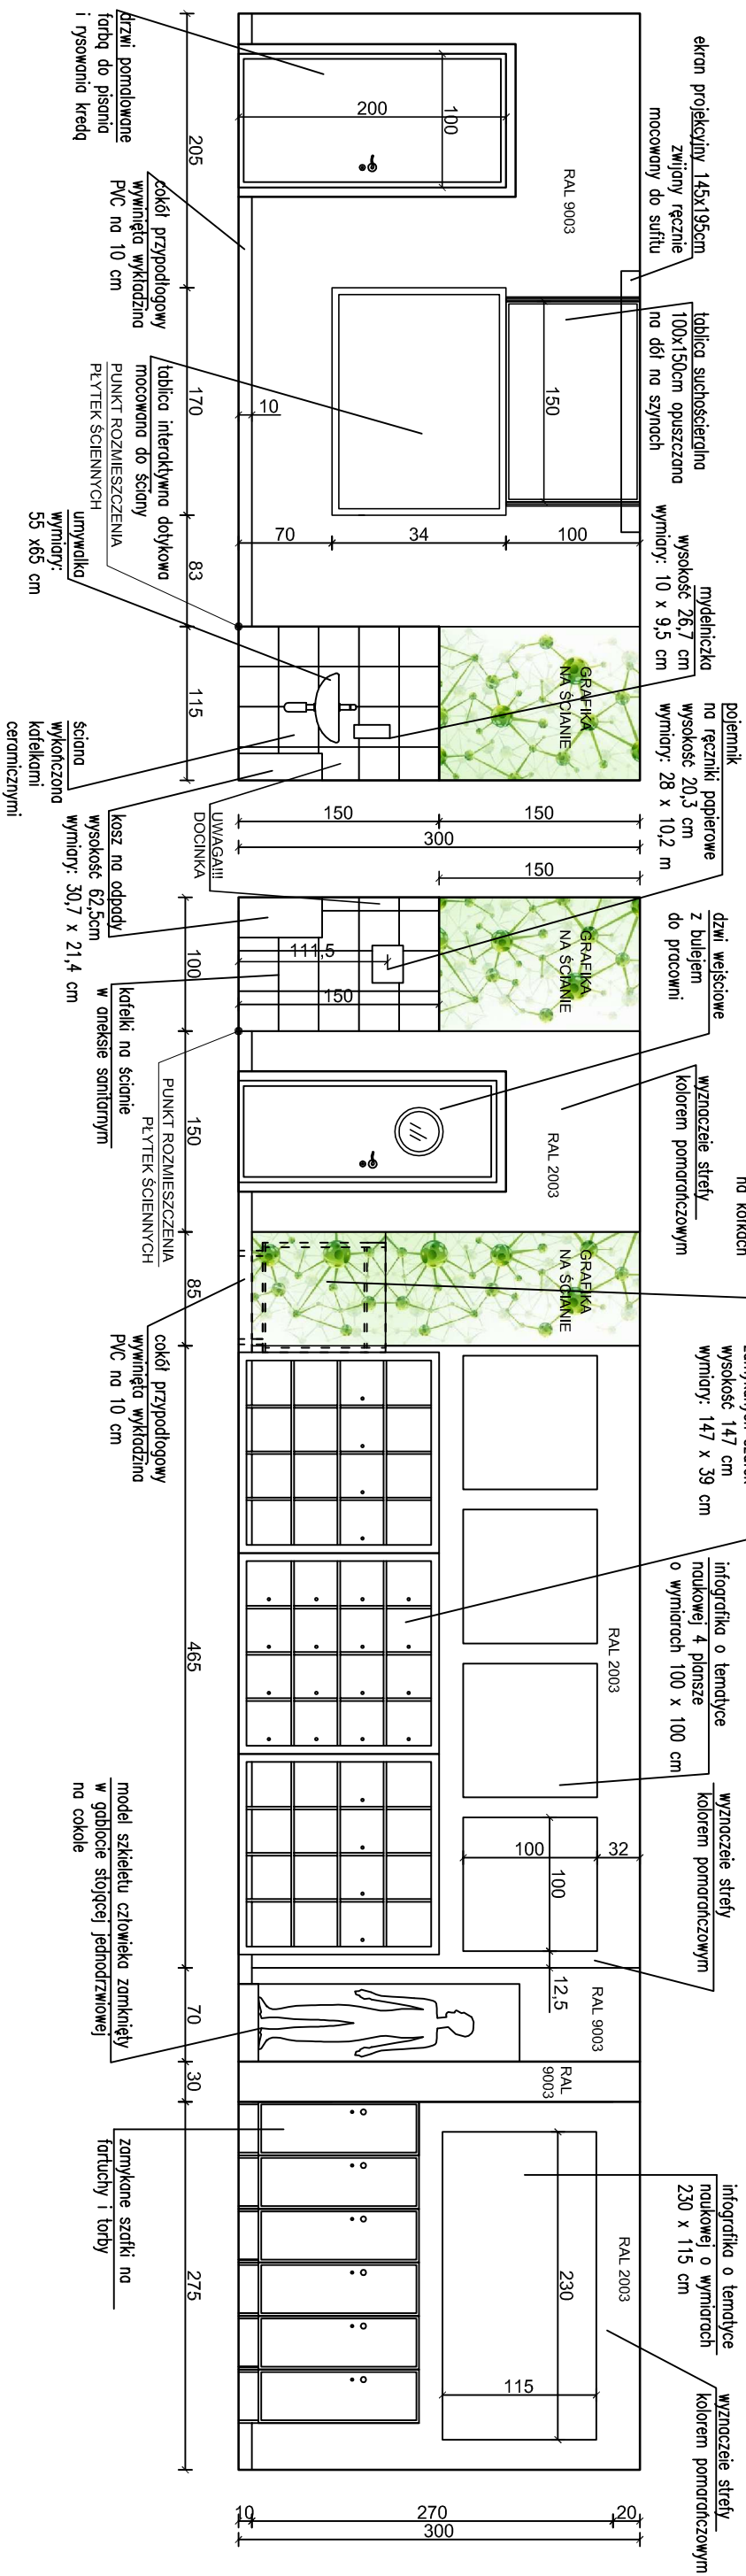 ekran projekcyjny 145x195cm
zwijany ręcznie
mocowany do sufitu
tablica suchościeralna
100x150cm opuszczana
na dół na szynach
mydelniczka
wysokość 26,7 cm
wymiary: 10 x 9,5 cm
pojemnik
na ręczniki papierowe
wysokość 20,3 cm
wymiary: 28 x 10,2 m
dzwi wejściowe
z bulejem
do pracowni
wyznaczeie strefy
kolorem pomarańczowym
na kółkach
wysokość 147 cm
wymiary: 147 x 39 cm
infografika o tematyce
naukowej 4 plansze
o wymiarach 100 x 100 cm
wyznaczeie strefy
kolorem pomarańczowym
infografika o tematyce
naukowej o wymiarach
230 x 115 cm
wyznaczeie strefy
kolorem pomarańczowym
RAL 9003
200
100
150
10
70
34
100
GRAFIKA
NA ŚCIANIE
150
150
300
150
GRAFIKA
NA ŚCIANIE
111,5
150
RAL 2003
GRAFIKA
NA ŚCIANIE
RAL 2003
100
32
100
12,5
RAL 9003
RAL
9003
RAL 2003
230
115
10
270
20
300
205
170
83
115
100
150
85
465
70
30
275
drzwi pomalowane
farbą do pisania
i rysowania kredą
cokół przypodłogowy
wywinięta wykładzina
PVC na 10 cm
tablica interaktywna dotykowa
mocowana do ściany
PUNKT ROZMIESZCZENIA
PŁYTEK ŚCIENNYCH
umywalka
wymiary:
55 x65 cm
ściana
wykończona
kafelkami
ceramicznymi
UWAGA!!!
DOCINKA
kosz na odpady
wysokość 62,5cm
wymiary: 30,7 x 21,4 cm
kafelki na ścianie
w aneksie sanitarnym
PUNKT ROZMIESZCZENIA
PŁYTEK ŚCIENNYCH
cokół przypodłogowy
wywinięta wykładzina
PVC na 10 cm
model szkieletu człowieka zamknięty
w gablocie stojącej jednodrzwiowej
na cokole
zamykane szafki na
fartuchy i torby